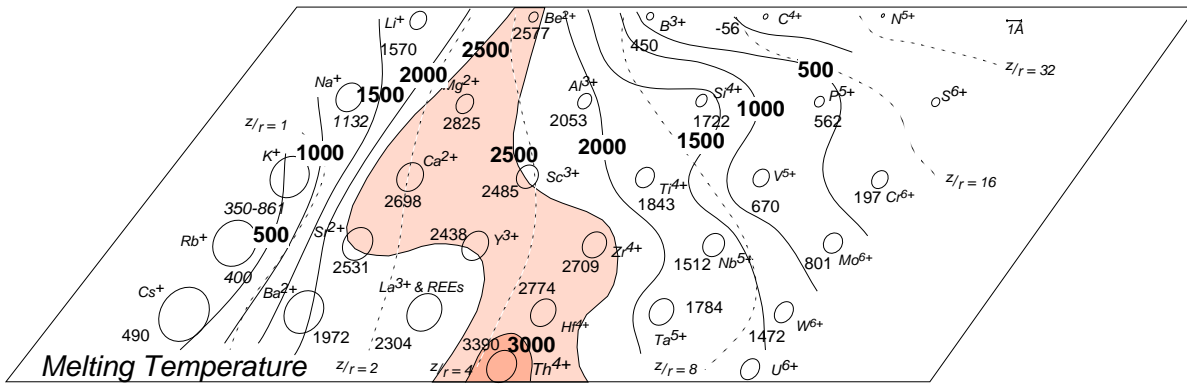 Li+ Be2+ B3+ C4+ N5+
1570 2577 450 -56 1Å
2500
2000 500 z/r = 32
Na+ 1500 Mg2+ Al3+ Si4+ 1000 P5+ S6+
1132 2825 2053 1722 562
z/r = 1
1000 2500 2000 1500
K+ Ca2+ Sc3+ Ti4+ V5+ z/r = 16
2698 2485 1843 670 197 Cr6+
350-861
Rb+ 500 Sr2+ 2438 Y3+ Zr4+ Nb5+ Mo6+
400 2531 2709 1512 801
Cs+ Ba2+ La3+ & REEs 2774
490 1972 2304 3390 Hf4+ 1784 W6+
3000 Ta5+ 1472
Melting Temperature z/r = 2 z/r = 4 Th4+ z/r = 8 U6+